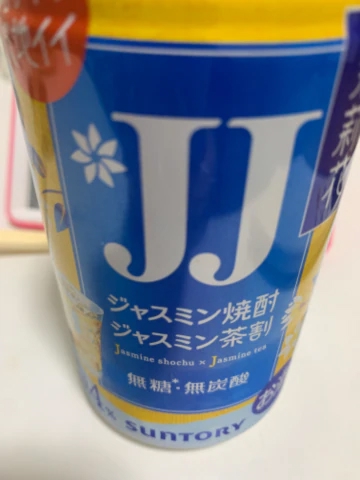 JJ
ジャスミン焼酎
ジャスミン茶割
Jasmine shochu × Jasmine tea
無糖*・無炭酸
SUNTORY